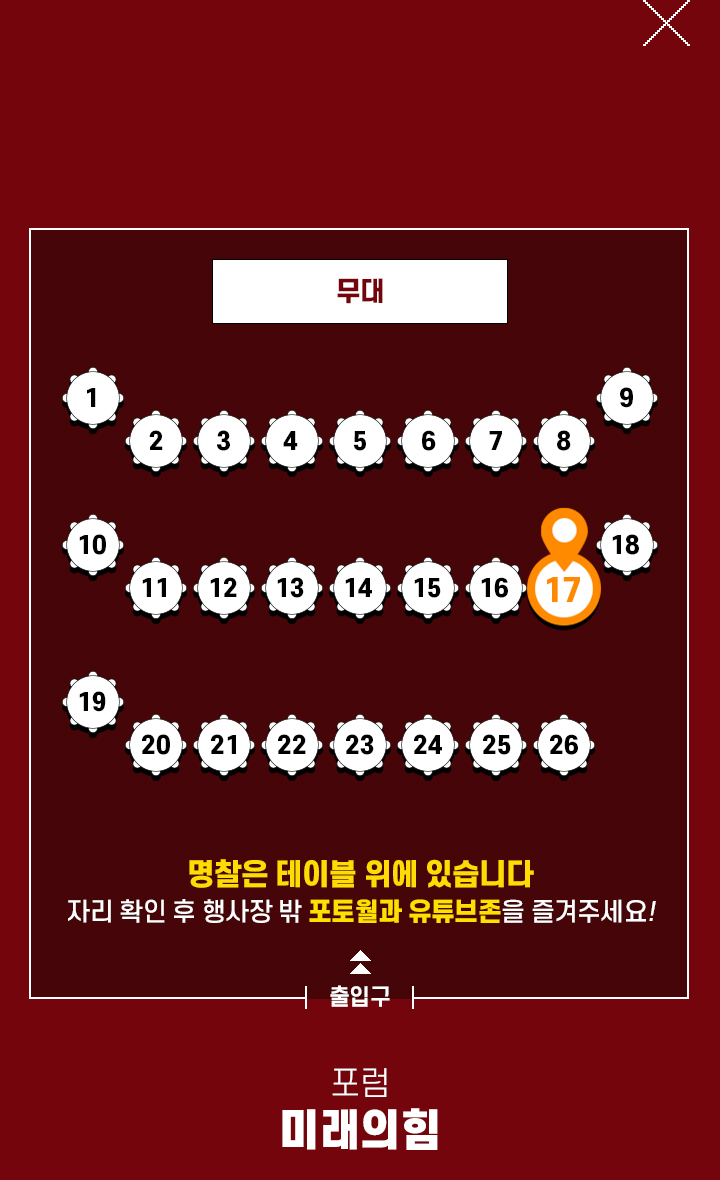 무대
1 9
2 3 4 5 6 7 8
10 18
11 12 13 14 15 16 17
19
20 21 22 23 24 25 26
명찰은 테이블 위에 있습니다
자리 확인 후 행사장 밖 포토월과 유튜브존을 즐겨주세요!
출입구
포럼
미래의힘